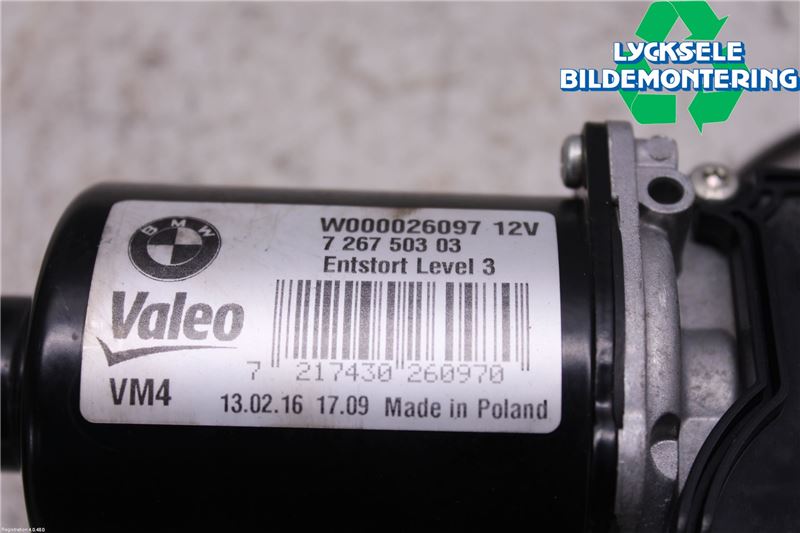 LYCKSELE
BILDEMONTERING
BMW
W000026097 12V
7 267 503 03
Entstort Level 3
Valeo
7 217430 260970
VM4
13.02.16 17.09 Made in Poland